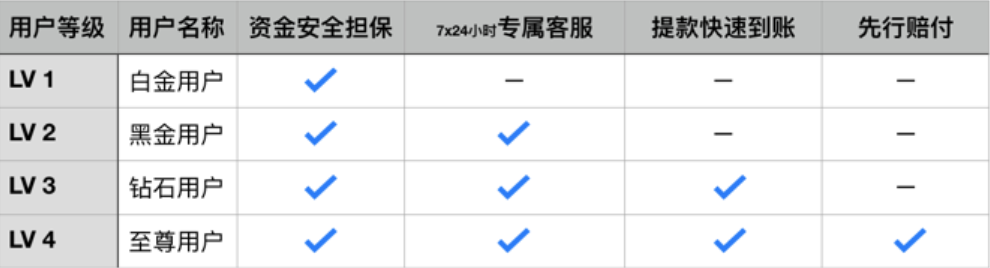 用户等级 用户名称 资金安全担保 7x24小时专属客服 提款快速到账 先行赔付
LV 1 白金用户 ✓ — — —
LV 2 黑金用户 ✓ ✓ — —
LV 3 钻石用户 ✓ ✓ ✓ —
LV 4 至尊用户 ✓ ✓ ✓ ✓